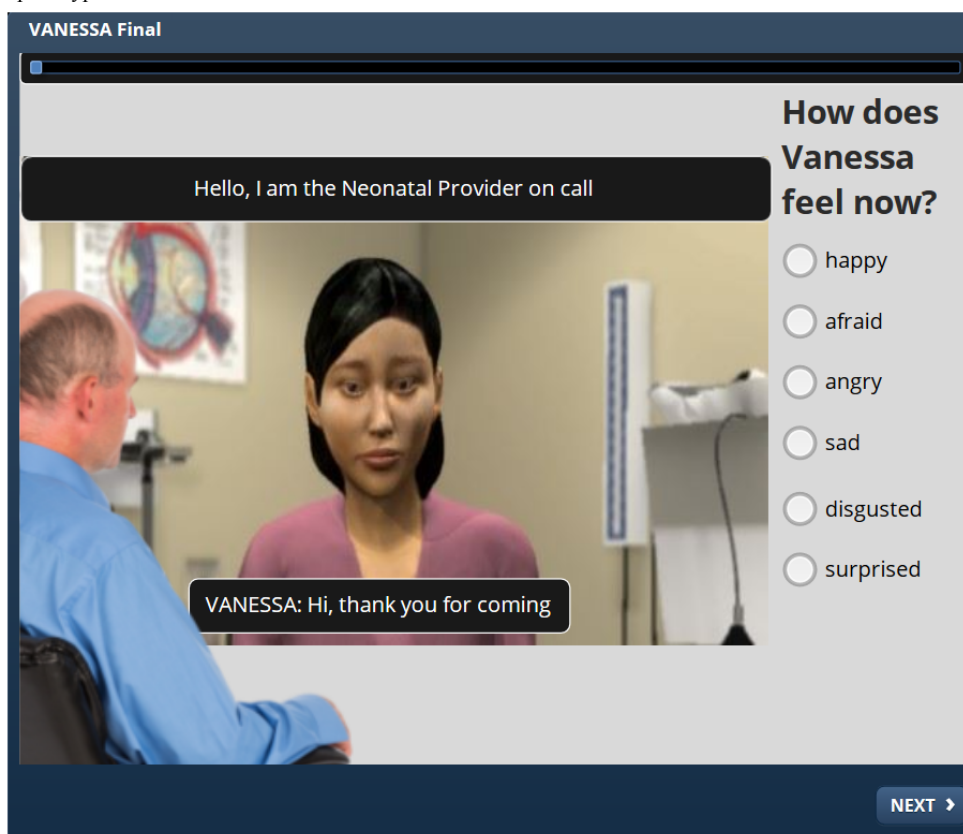 VANESSA Final
Hello, I am the Neonatal Provider on call
VANESSA: Hi, thank you for coming
How does
Vanessa
feel now?
happy
afraid
angry
sad
disgusted
surprised
NEXT